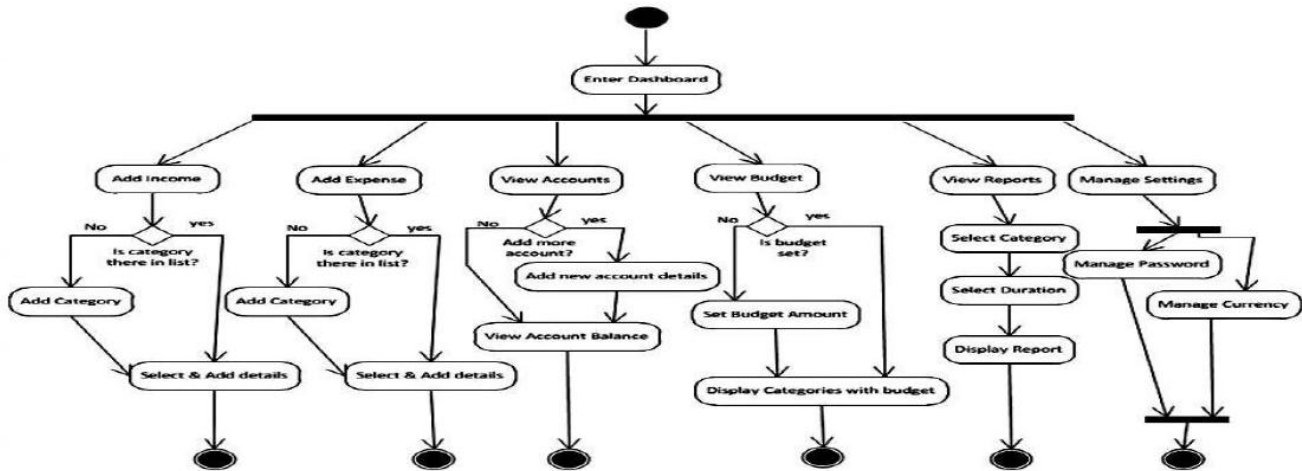 Enter Dashboard
Add Income
Add Expense
View Accounts
View Budget
View Reports
Manage Settings
No
yes
Is category
there in list?
Add Category
Select & Add details
No
yes
Is category
there in list?
Add Category
Select & Add details
No
yes
Add more
account?
Add new account details
View Account Balance
No
yes
Is budget
set?
Set Budget Amount
Display Categories with budget
Select Category
Select Duration
Display Report
Manage Password
Manage Currency